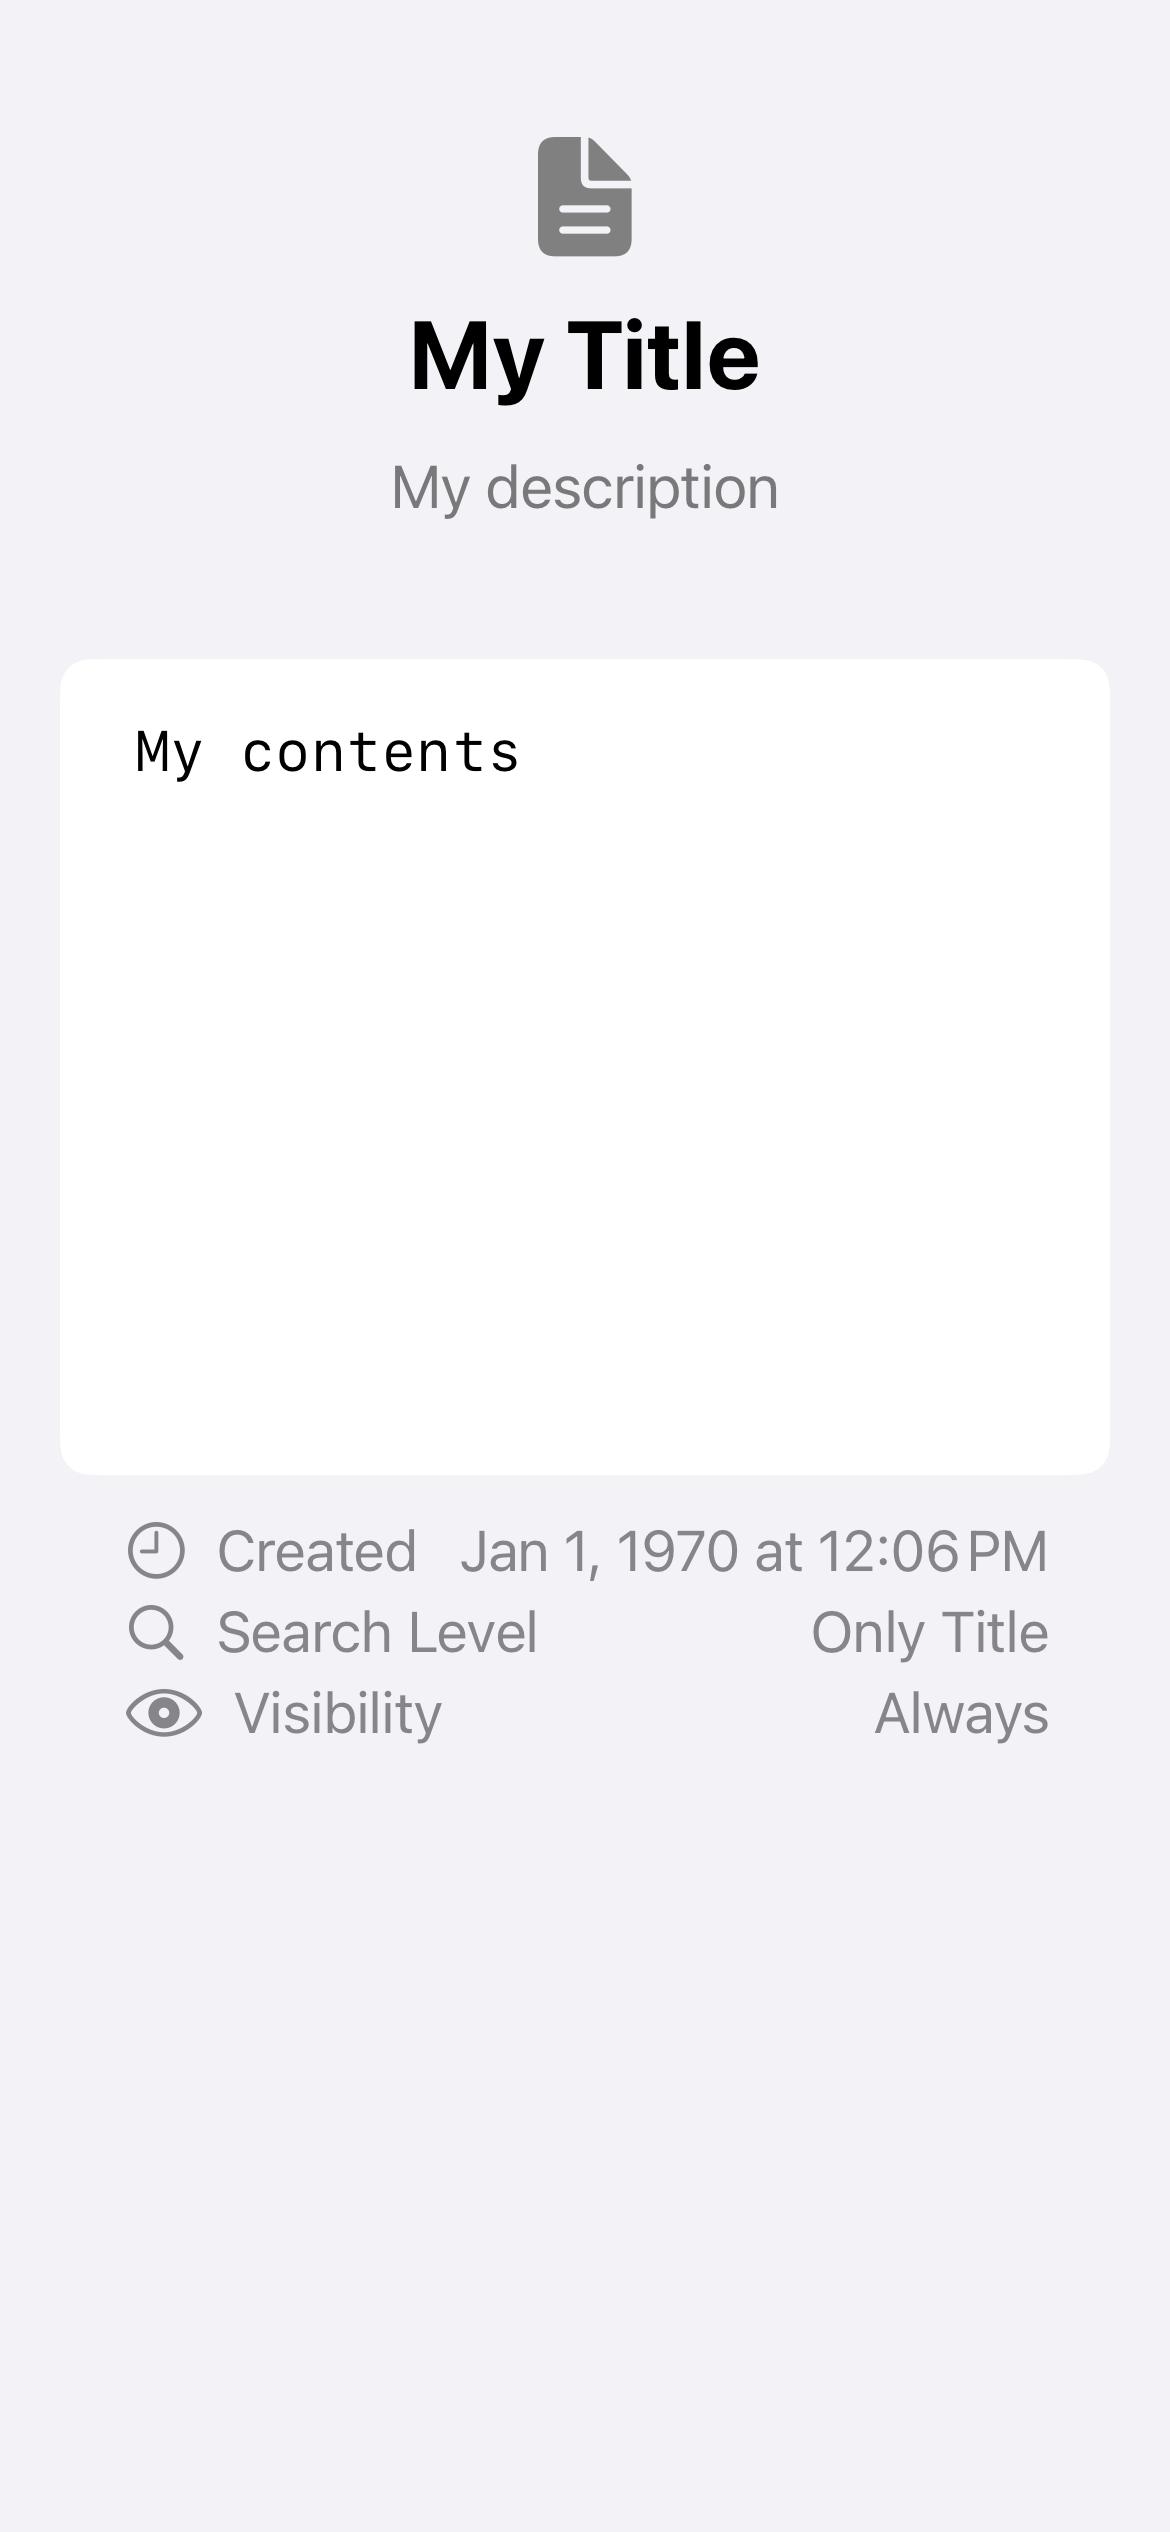 My Title
My description
My contents
Created Jan 1, 1970 at 12:06 PM
Search Level Only Title
Visibility Always